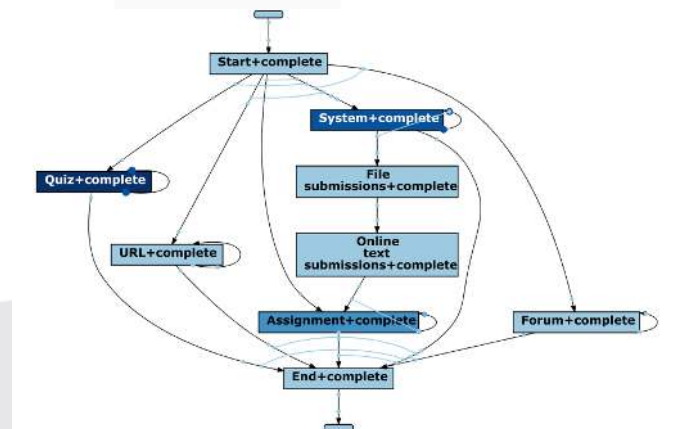 Start+complete
System+complete
Quiz+complete
File
submissions+complete
URL+complete
Online
text
submissions+complete
Assignment+complete
Forum+complete
End+complete